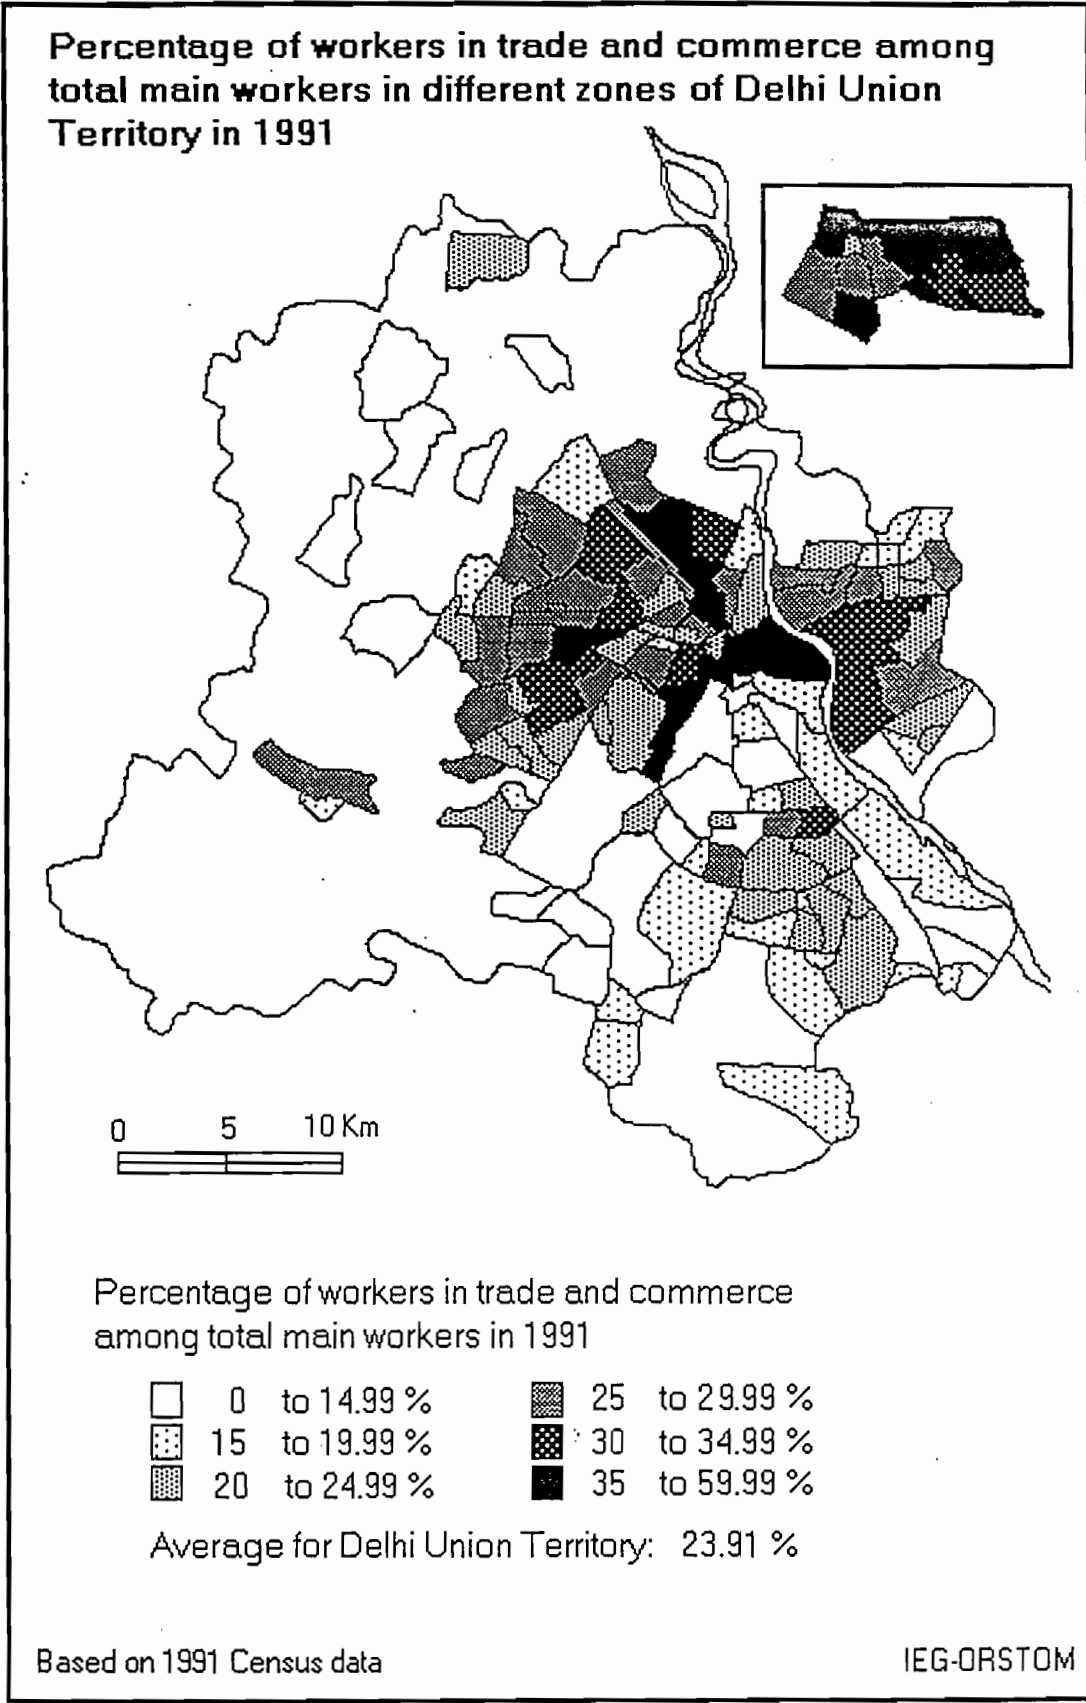 Percentage of workers in trade and commerce among
total main workers in different zones of Delhi Union
Territory in 1991
0 5 10 Km
Percentage of workers in trade and commerce
among total main workers in 1991
0 to 14.99 % 25 to 29.99 %
15 to 19.99 % 30 to 34.99 %
20 to 24.99 % 35 to 59.99 %
Average for Delhi Union Territory: 23.91 %
Based on 1991 Census data IEG-ORSTOM